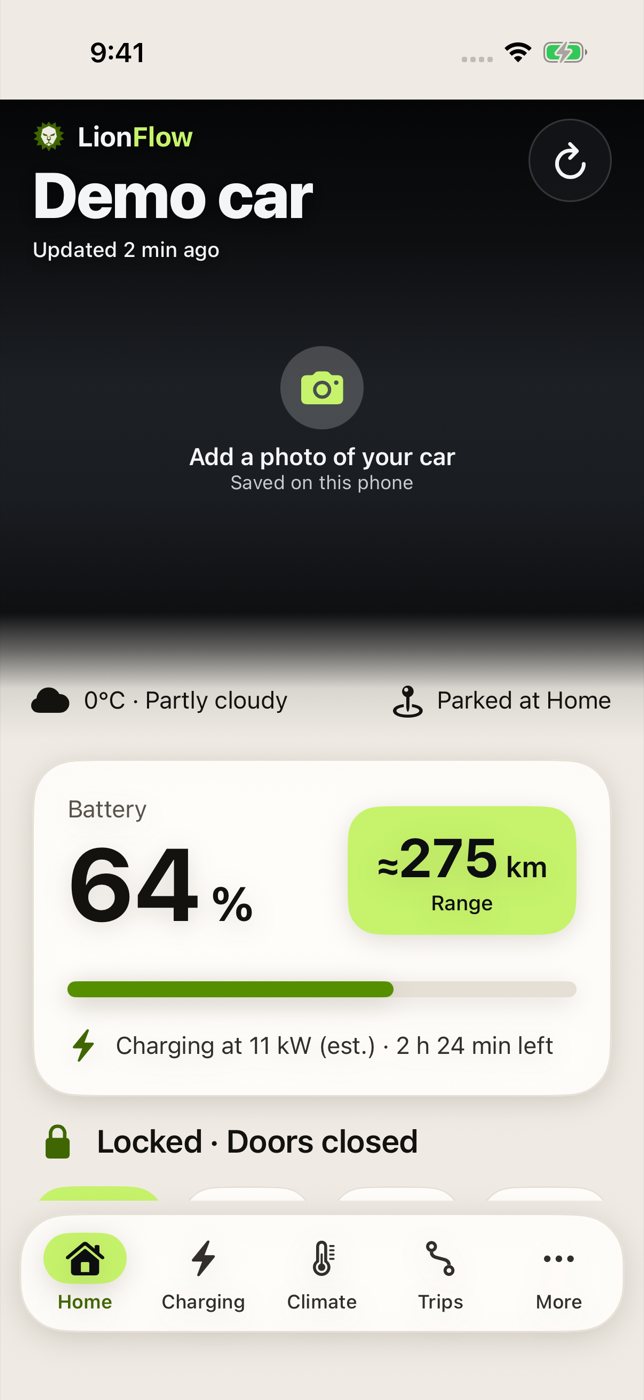 9:41
LionFlow
Demo car
Updated 2 min ago
Add a photo of your car
Saved on this phone
0°C · Partly cloudy
Parked at Home
Battery
64 %
≈275 km
Range
Charging at 11 kW (est.) · 2 h 24 min left
Locked · Doors closed
Home
Charging
Climate
Trips
More